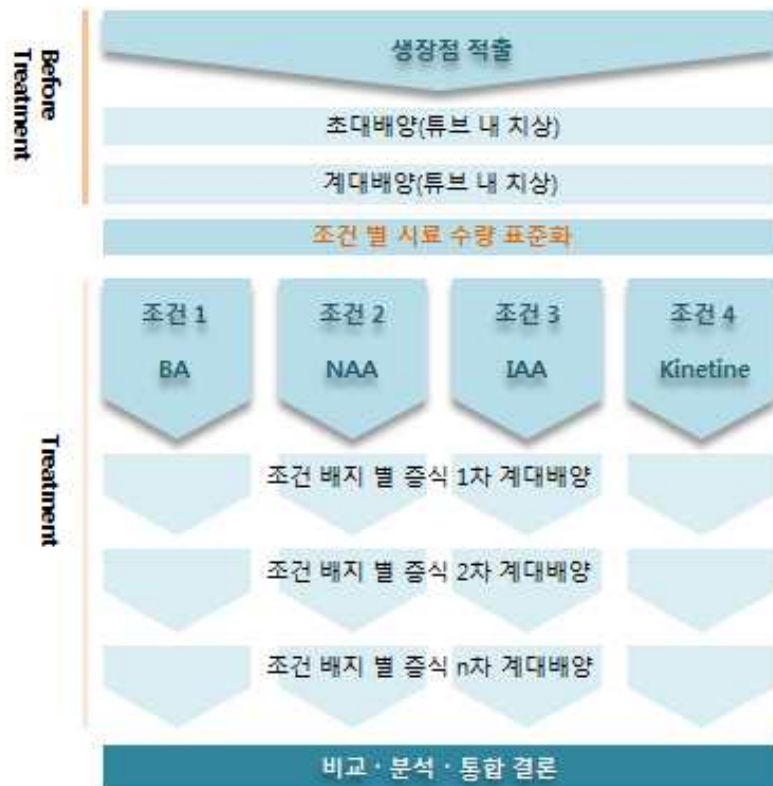 Before
Treatment
생장점 적출
초대배양(튜브 내 치상)
계대배양(튜브 내 치상)
조건 별 시료 수량 표준화
Treatment
조건 1
BA
조건 2
NAA
조건 3
IAA
조건 4
Kinetine
조건 배지 별 증식 1차 계대배양
조건 배지 별 증식 2차 계대배양
조건 배지 별 증식 n차 계대배양
비교 · 분석 · 통합 결론